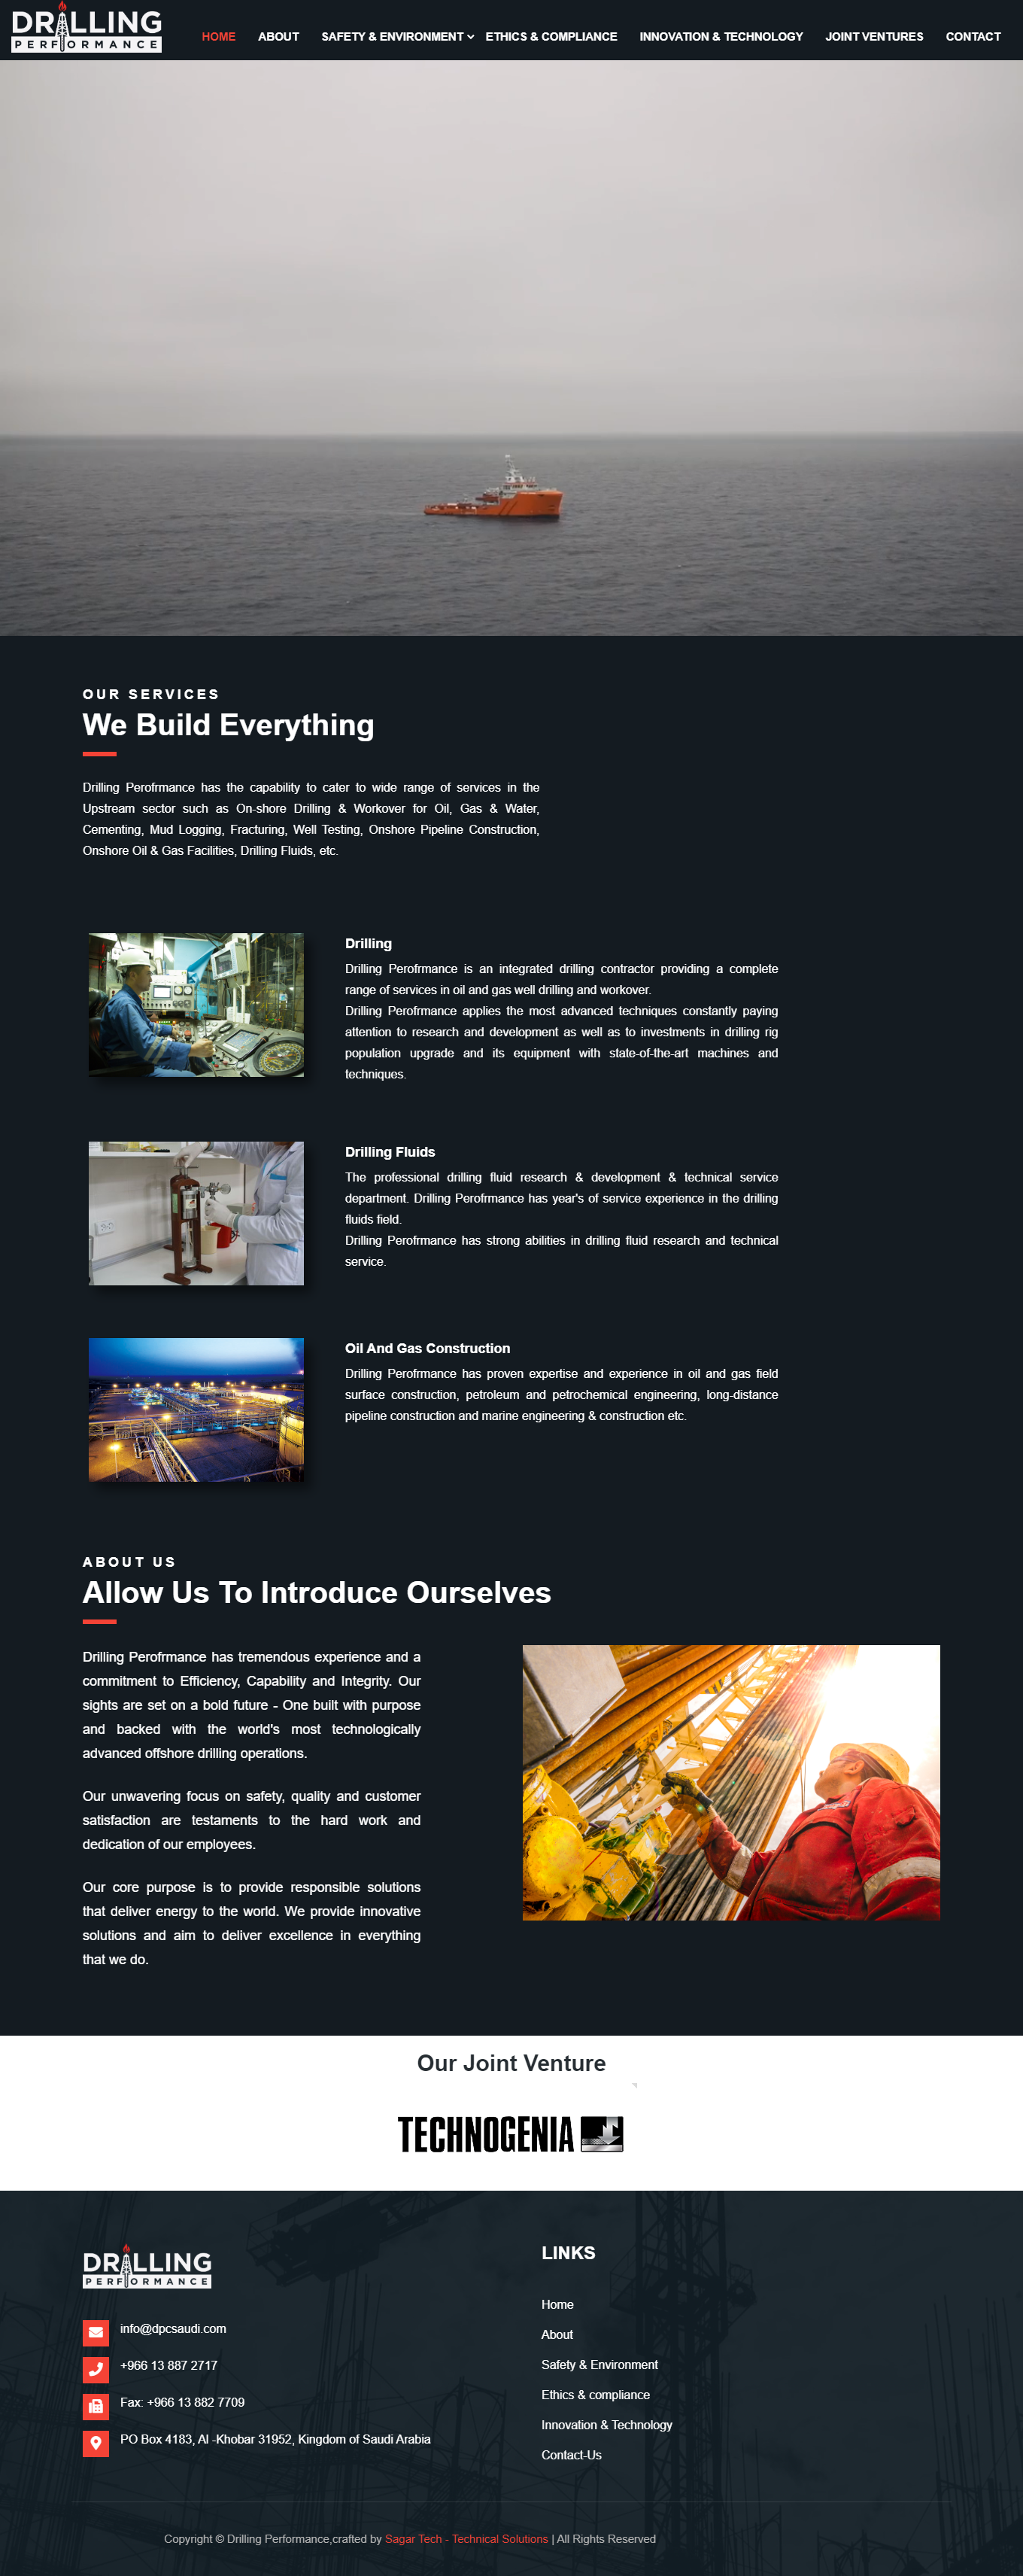 DRILLING
PERFORMANCE
HOME ABOUT SAFETY & ENVIRONMENT ETHICS & COMPLIANCE INNOVATION & TECHNOLOGY JOINT VENTURES CONTACT
OUR SERVICES
We Build Everything
Drilling Perofrmance has the capability to cater to wide range of services in the
Upstream sector such as On-shore Drilling & Workover for Oil, Gas & Water,
Cementing, Mud Logging, Fracturing, Well Testing, Onshore Pipeline Construction,
Onshore Oil & Gas Facilities, Drilling Fluids, etc.
Drilling
Drilling Perofrmance is an integrated drilling contractor providing a complete
range of services in oil and gas well drilling and workover.
Drilling Perofrmance applies the most advanced techniques constantly paying
attention to research and development as well as to investments in drilling rig
population upgrade and its equipment with state-of-the-art machines and
techniques.
Drilling Fluids
The professional drilling fluid research & development & technical service
department. Drilling Perofrmance has year's of service experience in the drilling
fluids field.
Drilling Perofrmance has strong abilities in drilling fluid research and technical
service.
Oil And Gas Construction
Drilling Perofrmance has proven expertise and experience in oil and gas field
surface construction, petroleum and petrochemical engineering, long-distance
pipeline construction and marine engineering & construction etc.
ABOUT US
Allow Us To Introduce Ourselves
Drilling Perofrmance has tremendous experience and a
commitment to Efficiency, Capability and Integrity. Our
sights are set on a bold future - One built with purpose
and backed with the world's most technologically
advanced offshore drilling operations.
Our unwavering focus on safety, quality and customer
satisfaction are testaments to the hard work and
dedication of our employees.
Our core purpose is to provide responsible solutions
that deliver energy to the world. We provide innovative
solutions and aim to deliver excellence in everything
that we do.
Our Joint Venture
TECHNOGENIA
DRILLING
PERFORMANCE
info@dpcsaudi.com
+966 13 887 2717
Fax: +966 13 882 7709
PO Box 4183, Al -Khobar 31952, Kingdom of Saudi Arabia
LINKS
Home
About
Safety & Environment
Ethics & compliance
Innovation & Technology
Contact-Us
Copyright © Drilling Performance,crafted by Sagar Tech - Technical Solutions | All Rights Reserved